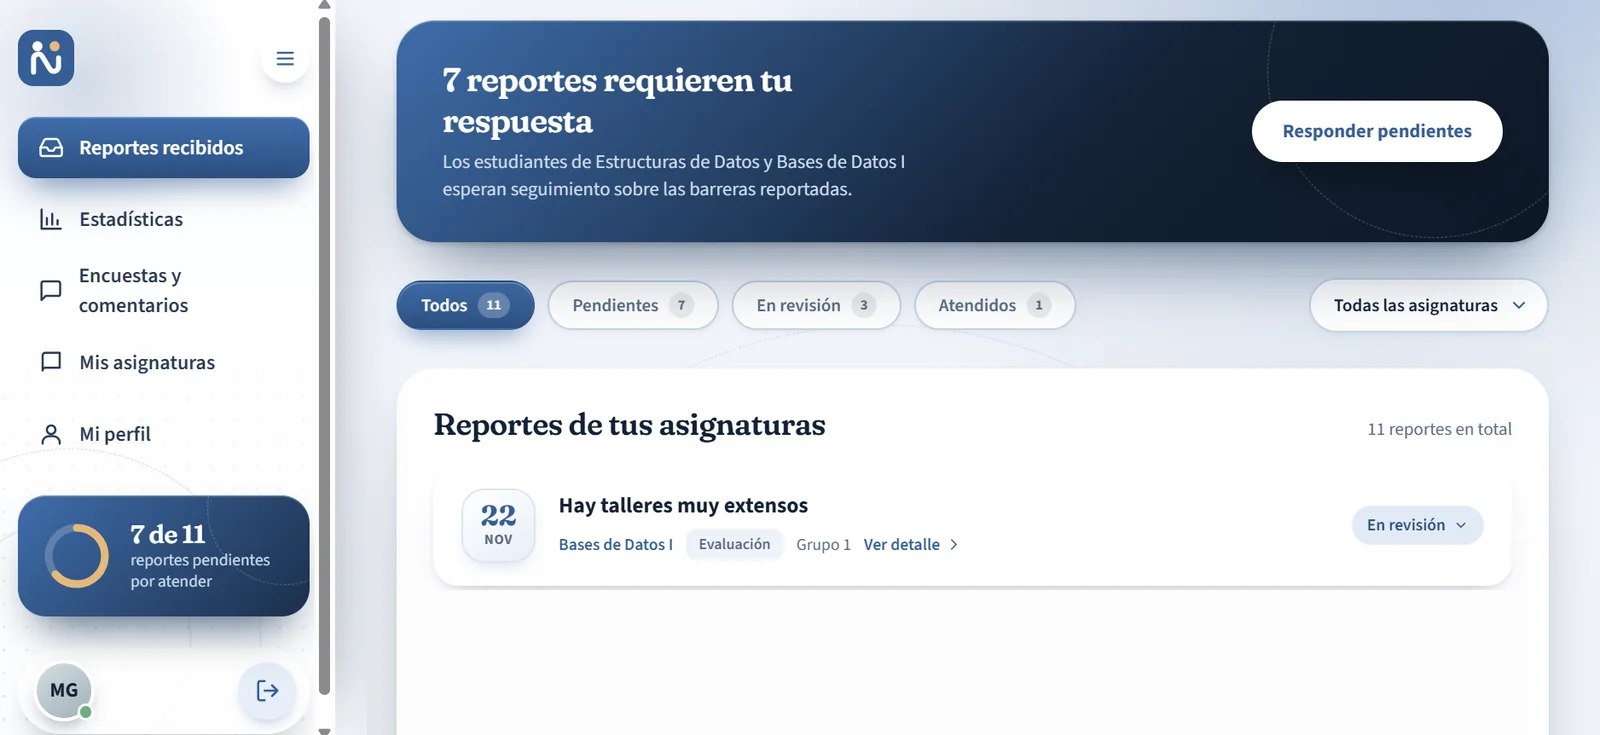 Reportes recibidos
Estadísticas
Encuestas y
comentarios
Mis asignaturas
Mi perfil
7 de 11
reportes pendientes
por atender
MG
7 reportes requieren tu
respuesta
Los estudiantes de Estructuras de Datos y Bases de Datos I
esperan seguimiento sobre las barreras reportadas.
Responder pendientes
Todos 11
Pendientes 7
En revisión 3
Atendidos 1
Todas las asignaturas
Reportes de tus asignaturas
11 reportes en total
22
NOV
Hay talleres muy extensos
Bases de Datos I Evaluación Grupo 1 Ver detalle
En revisión